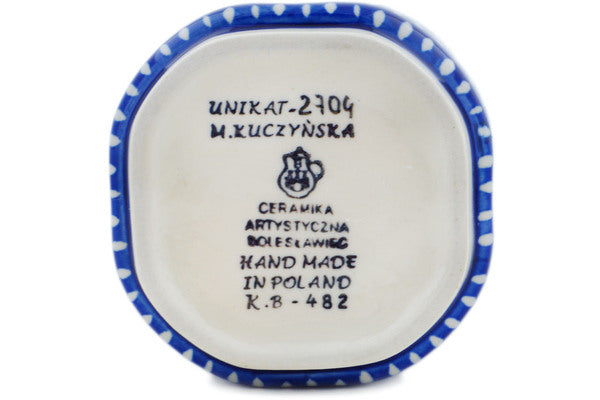 UNIKAT-2704
M.KUCZYŃSKA
CERAMIKA
ARTYSTYCZNA
BOLESŁAWIEC
HAND MADE
IN POLAND
K.B-482